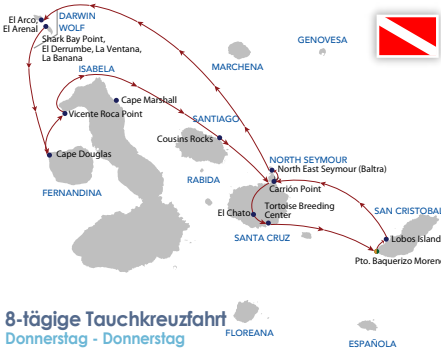 El Arco,
El Arenal
DARWIN
WOLF
Shark Bay Point,
El Derrumbe, La Ventana,
La Banana
GENOVESA
MARCHENA
ISABELA
Cape Marshall
Vicente Roca Point
SANTIAGO
Cousins Rocks
Cape Douglas
NORTH SEYMOUR
North East Seymour (Baltra)
Carrión Point
RABIDA
FERNANDINA
El Chato
Tortoise Breeding
Center
SAN CRISTOBAL
SANTA CRUZ
Lobos Island
Pto. Baquerizo Moreno
8-tägige Tauchkreuzfahrt
Donnerstag - Donnerstag
FLOREANA
ESPAÑOLA